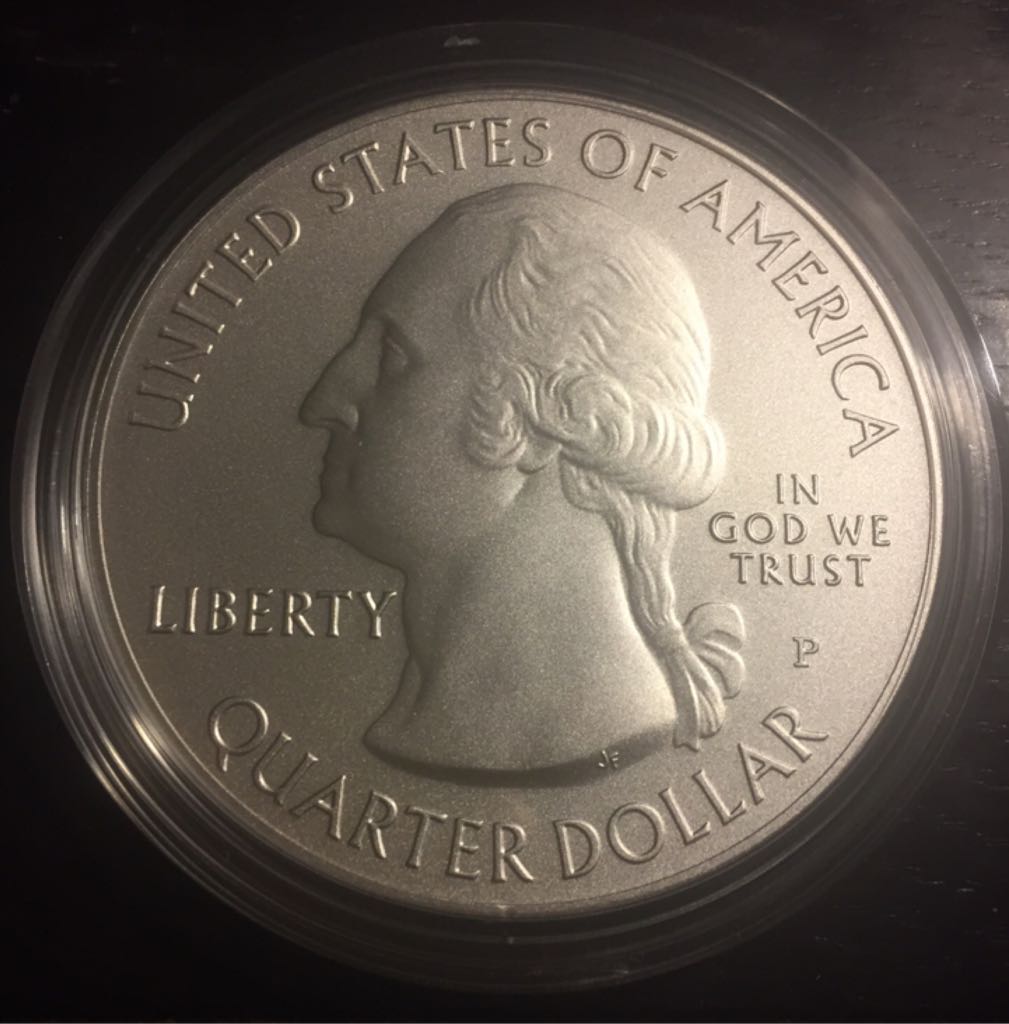 UNITED STATES OF AMERICA
IN
GOD WE
TRUST
LIBERTY
P
JF
QUARTER DOLLAR